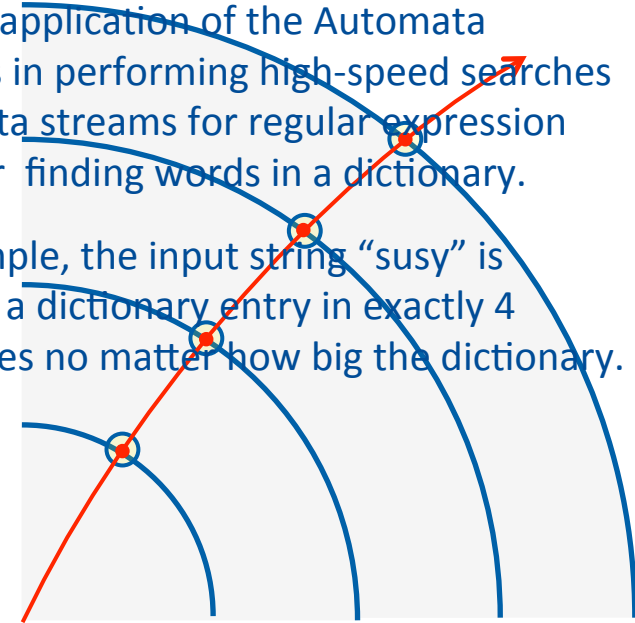 application of the Automata
in performing high-speed searches
ta streams for regular expression
finding words in a dictionary.
ple, the input string “susy” is
a dictionary entry in exactly 4
es no matter how big the dictionary.